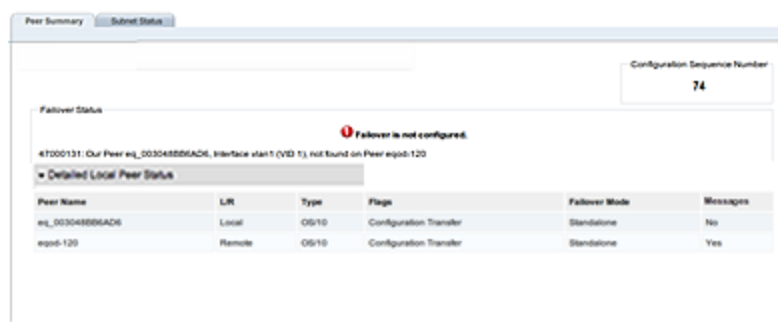 Peer Summary Subnet Status
Configuration Sequence Number
74
Failover Status
Failover is not configured.
47000131: Our Peer eq_003048BB6AD6, Interface vlan1 (VID 1), not found on Peer eqod-120
Detailed Local Peer Status
Peer Name L/R Type Flags Failover Mode Messages
eq_003048BB6AD6 Local OS/10 Configuration Transfer Standalone No
eqod-120 Remote OS/10 Configuration Transfer Standalone Yes